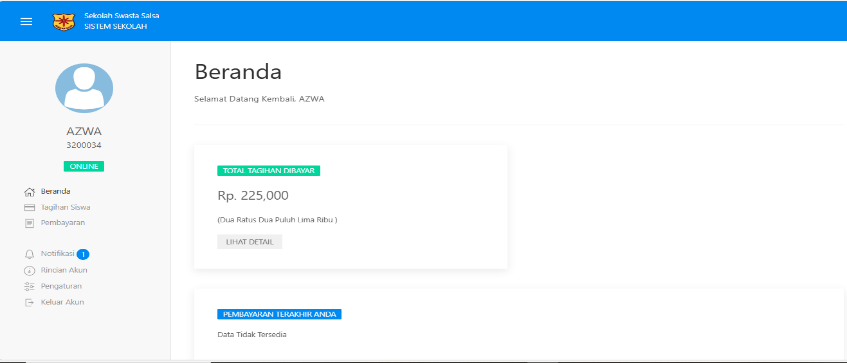 Sekolah Swasta Salsa
SISTEM SEKOLAH
AZWA
3200034
ONLINE
Beranda
Tagihan Siswa
Pembayaran
Notifikasi 1
Rincian Akun
Pengaturan
Keluar Akun
Beranda
Selamat Datang Kembali, AZWA
TOTAL TAGIHAN DIBAYAR
Rp. 225,000
(Dua Ratus Dua Puluh Lima Ribu )
LIHAT DETAIL
PEMBAYARAN TERAKHIR ANDA
Data Tidak Tersedia